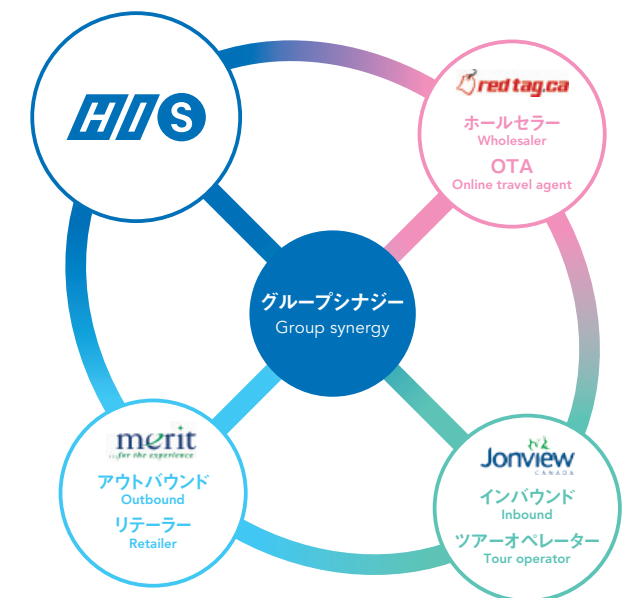 HIS
redtag.ca
ホールセラー
Wholesaler
OTA
Online travel agent
グループシナジー
Group synergy
merit
...for the experience
アウトバウンド
Outbound
リテーラー
Retailer
Jonview
CANADA
インバウンド
Inbound
ツアーオペレーター
Tour operator